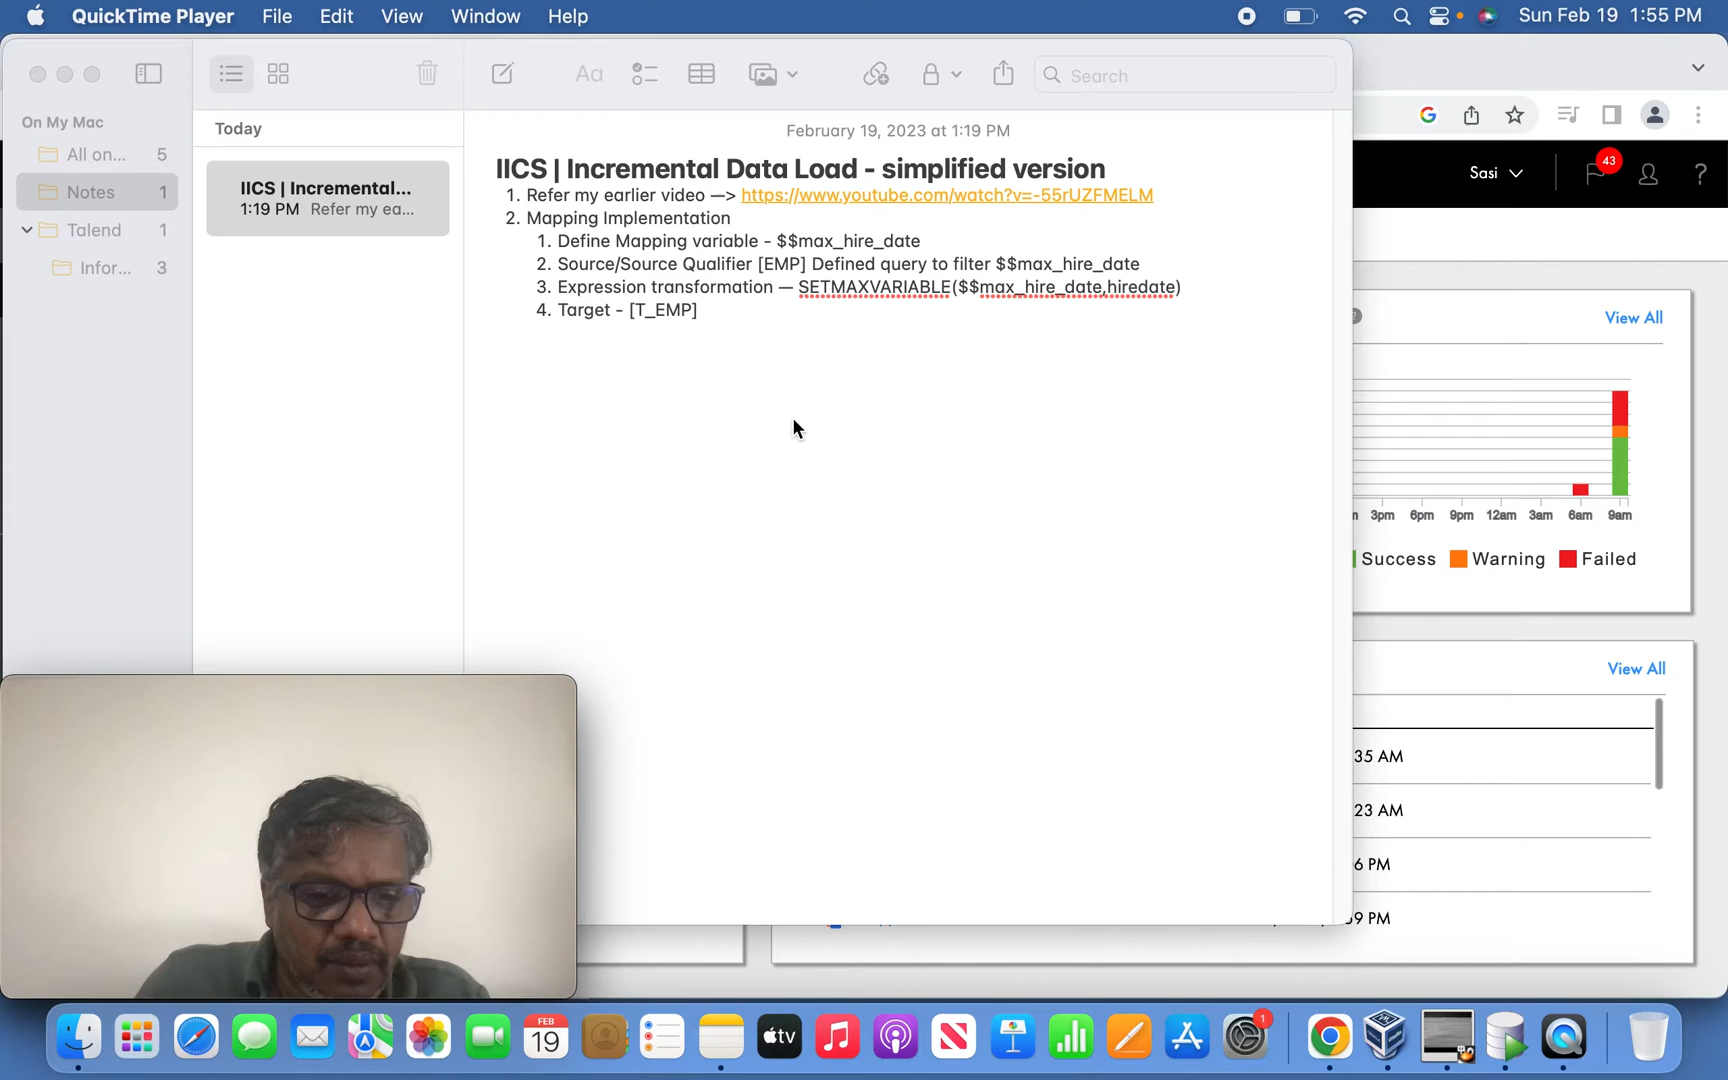 QuickTime Player File Edit View Window Help Sun Feb 19 1:55 PM
Aa Search
On My Mac
All on... 5
Notes 1
Talend 1
Infor... 3
Today
IICS | Incremental...
1:19 PM Refer my ea...
February 19, 2023 at 1:19 PM
IICS | Incremental Data Load - simplified version
1. Refer my earlier video —> https://www.youtube.com/watch?v=-55rUZFMELM
2. Mapping Implementation
1. Define Mapping variable - $$max_hire_date
2. Source/Source Qualifier [EMP] Defined query to filter $$max_hire_date
3. Expression transformation — SETMAXVARIABLE($$max_hire_date,hiredate)
4. Target - [T_EMP]
G
Sasi 43 ?
? View All
3pm 6pm 9pm 12am 3am 6am 9am
Success Warning Failed
View All
35 AM
23 AM
6 PM
9 PM
FEB
19
tv
1